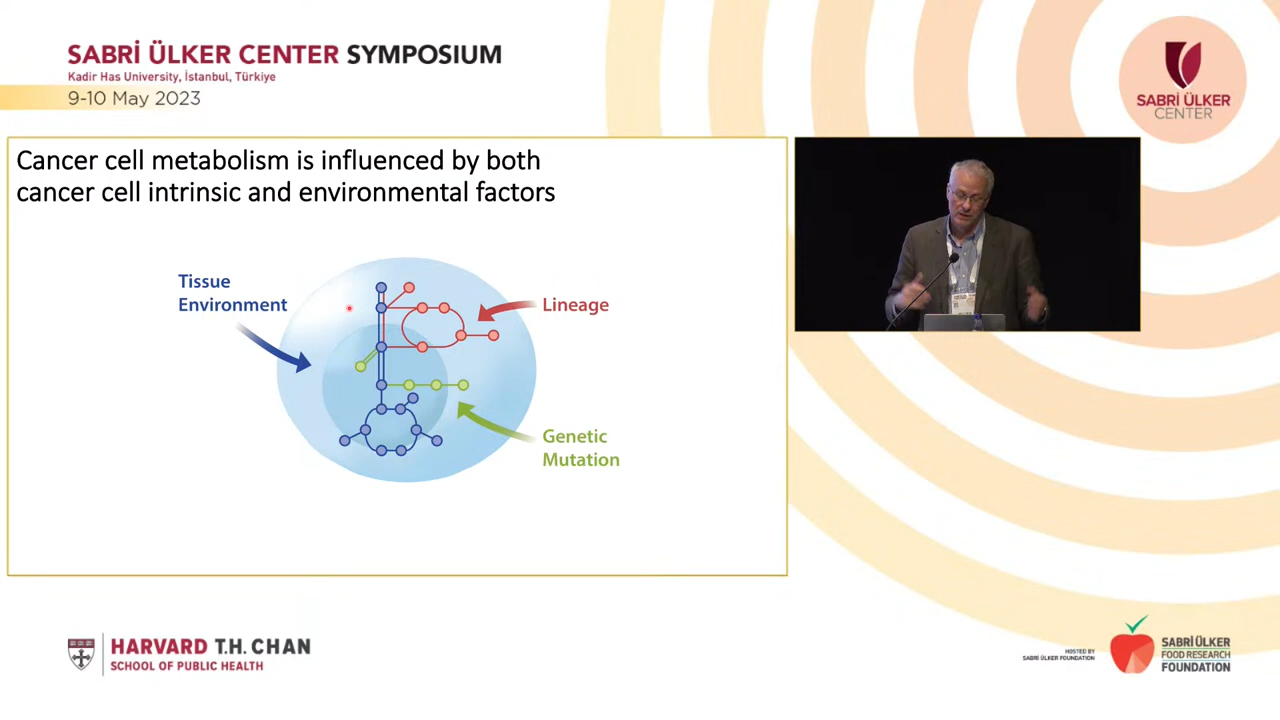 SABRİ ÜLKER CENTER SYMPOSIUM
Kadir Has University, İstanbul, Türkiye
9-10 May 2023
SABRİ ÜLKER
CENTER
Cancer cell metabolism is influenced by both
cancer cell intrinsic and environmental factors
Tissue
Environment
Lineage
Genetic
Mutation
HARVARD T.H. CHAN
SCHOOL OF PUBLIC HEALTH
HOSTED BY
SABRI ÜLKER FOUNDATION
SABRİ ÜLKER
FOOD RESEARCH
FOUNDATION